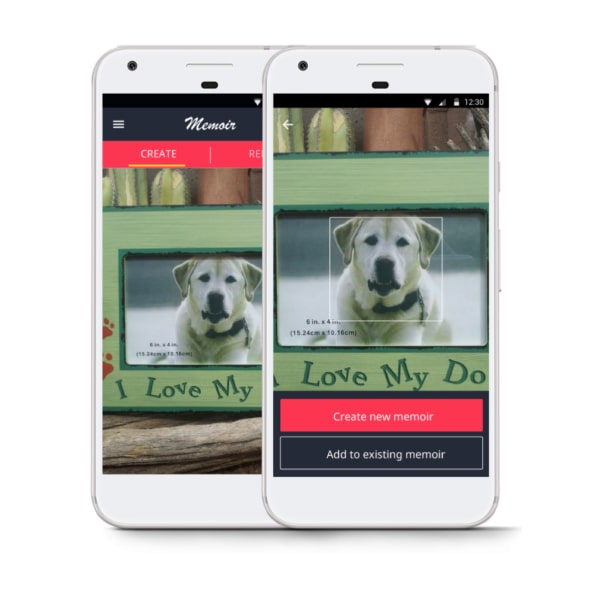 Memoir
CREATE
RE
6 in. x 4 in.
(15.24cm x 10.16cm)
I Love My
12:30
6 in. x 4 in.
(15.24cm x 10.16cm)
I Love My Do
Create new memoir
Add to existing memoir